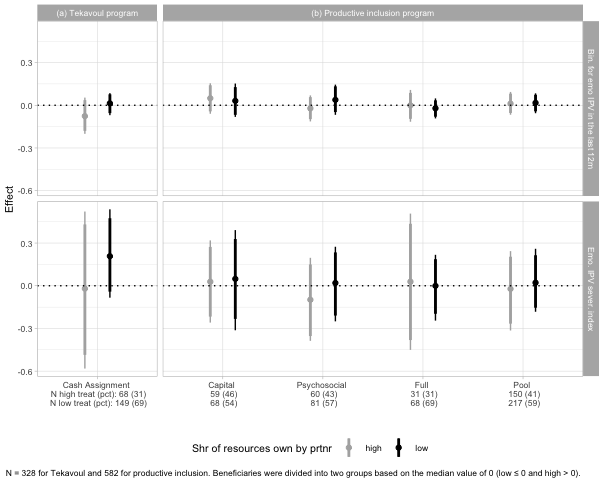 (a) Tekavoul program
(b) Productive inclusion program
0.3
0.0
-0.3
-0.6
Bin. for emo IPV in the last 12m
Effect
0.3
0.0
-0.3
-0.6
Emo. IPV sever. index
Cash Assignment
N high treat (pct): 68 (31)
N low treat (pct): 149 (69)
Capital
59 (46)
68 (54)
Psychosocial
60 (43)
81 (57)
Full
31 (31)
68 (69)
Pool
150 (41)
217 (59)
Shr of resources own by prtnr high low
N = 328 for Tekavoul and 582 for productive inclusion. Beneficiaries were divided into two groups based on the median value of 0 (low ≤ 0 and high > 0).